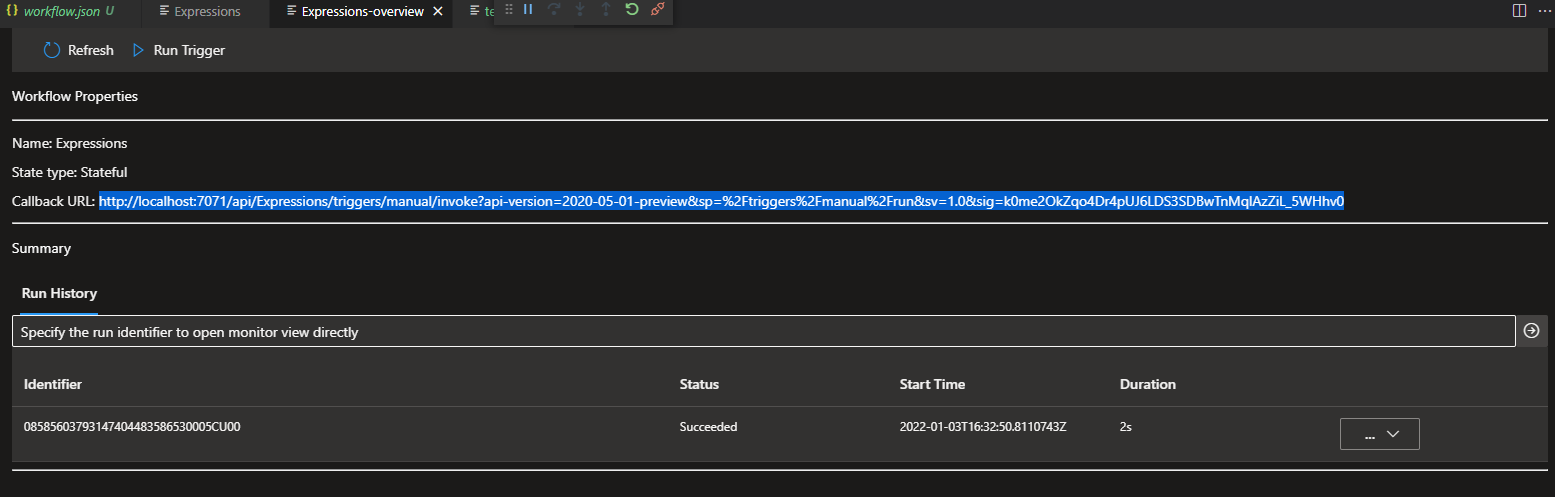 {} workflow.json U Expressions Expressions-overview × te
Refresh Run Trigger
Workflow Properties
Name: Expressions
State type: Stateful
Callback URL: http://localhost:7071/api/Expressions/triggers/manual/invoke?api-version=2020-05-01-preview&sp=%2Ftriggers%2Fmanual%2Frun&sv=1.0&sig=k0me2OkZqo4Dr4pUJ6LDS3SDBwTnMqlAzZiL_5WHhv0
Summary
Run History
Specify the run identifier to open monitor view directly
Identifier Status Start Time Duration
08585603793147404483586530005CU00 Succeeded 2022-01-03T16:32:50.8110743Z 2s ...